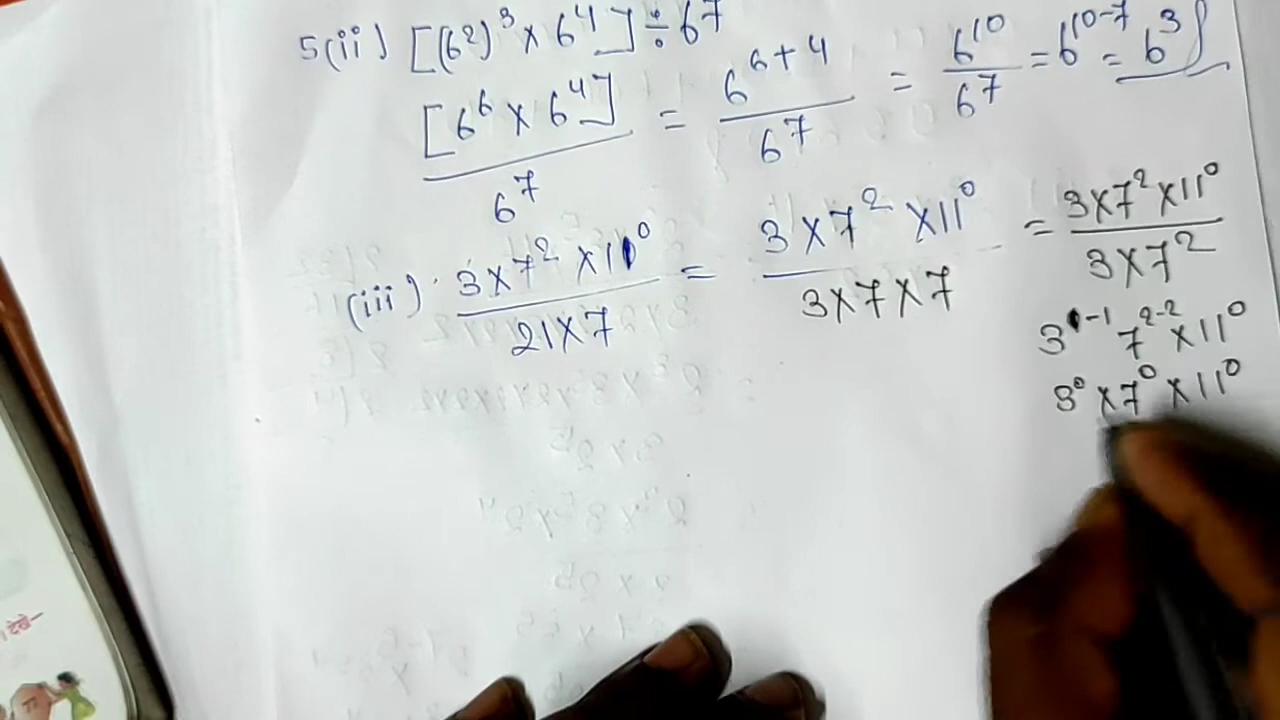 5(ii) [(6²)³ × 6⁴] ÷ 6⁷
[6⁶ × 6⁴] / 6⁷ = 6⁶⁺⁴ / 6⁷ = 6¹⁰ / 6⁷ = 6¹⁰⁻⁷ = 6³
(iii) · 3×7²×11⁰ / 21×7 = 3×7²×11⁰ / 3×7×7 = 3×7²×11⁰ / 3×7²
3¹⁻¹ 7²⁻² × 11⁰
3⁰ × 7⁰ × 11⁰
देखे–